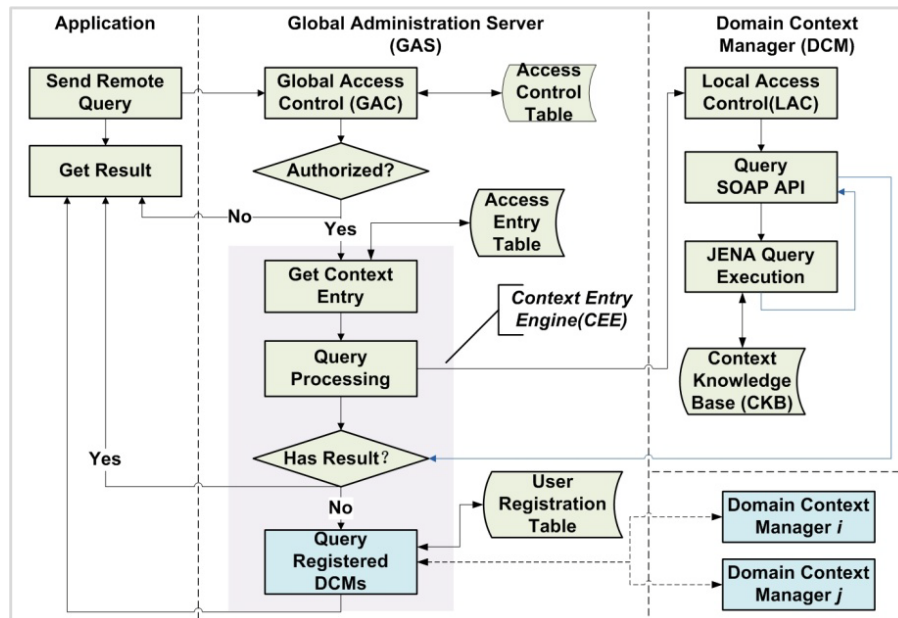 Application
Global Administration Server
(GAS)
Domain Context
Manager (DCM)
Send Remote
Query
Global Access
Control (GAC)
Access
Control
Table
Local Access
Control(LAC)
Get Result
Authorized?
Query
SOAP API
No
Yes
Access
Entry
Table
Get Context
Entry
JENA Query
Execution
Context Entry
Engine(CEE)
Query
Processing
Context
Knowledge
Base (CKB)
Yes
Has Result?
No
User
Registration
Table
Query
Registered
DCMs
Domain Context
Manager i
Domain Context
Manager j